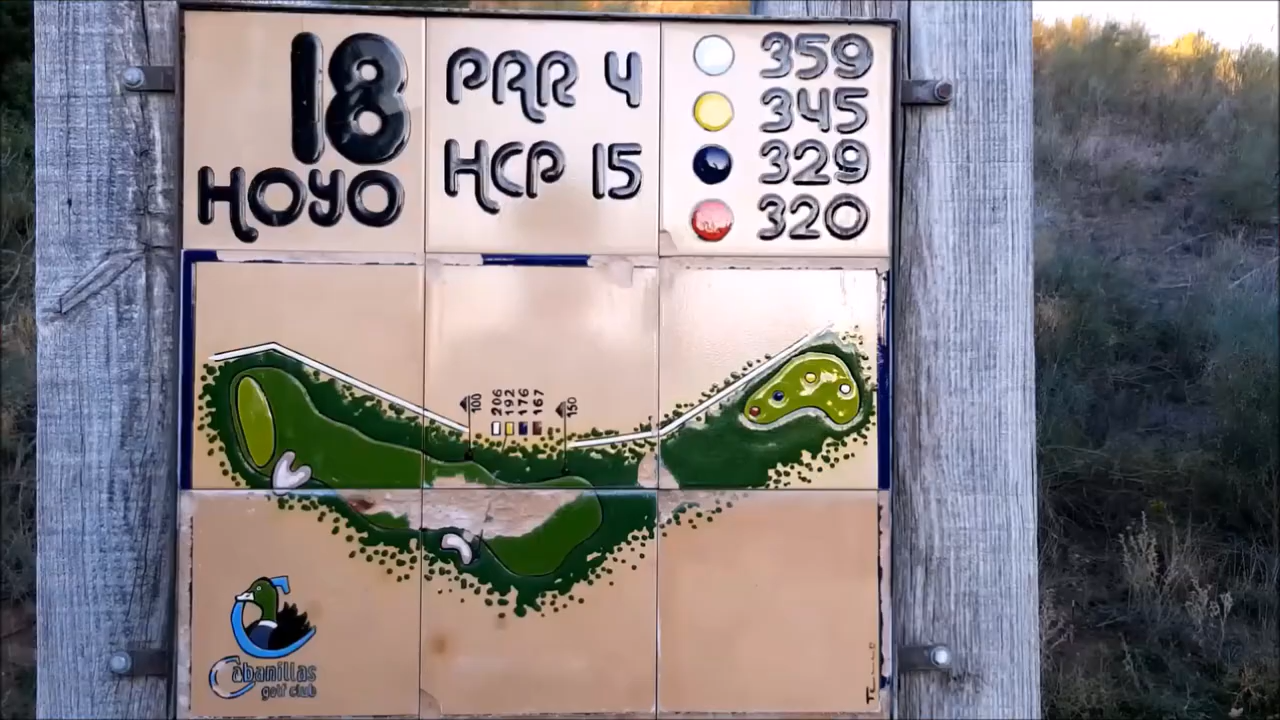 18
HOYO
PAR 4
HCP 15
359
345
329
320
100
206
192
176
167
150
Cabanillas
golf club